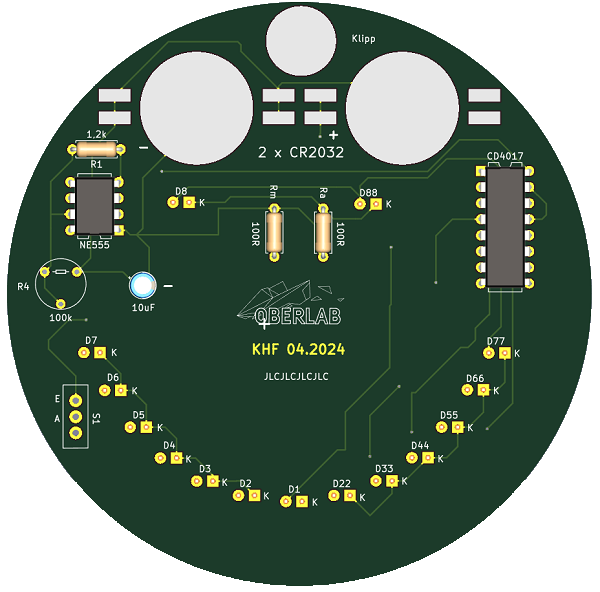 Klipp
+
1.2k
R1
2 x CR2032
CD4017
D8 K
Rm
Ra
D88 K
NE555
100R
100R
R4
100k
10uF
OBERLAB
KHF 04.2024
JLCJLCJLCJLC
D7 K
D77 K
D6 K
D66 K
E
A
S1
D5 K
D55 K
D4 K
D44 K
D3 K
D33 K
D2 K
D1 K
D22 K